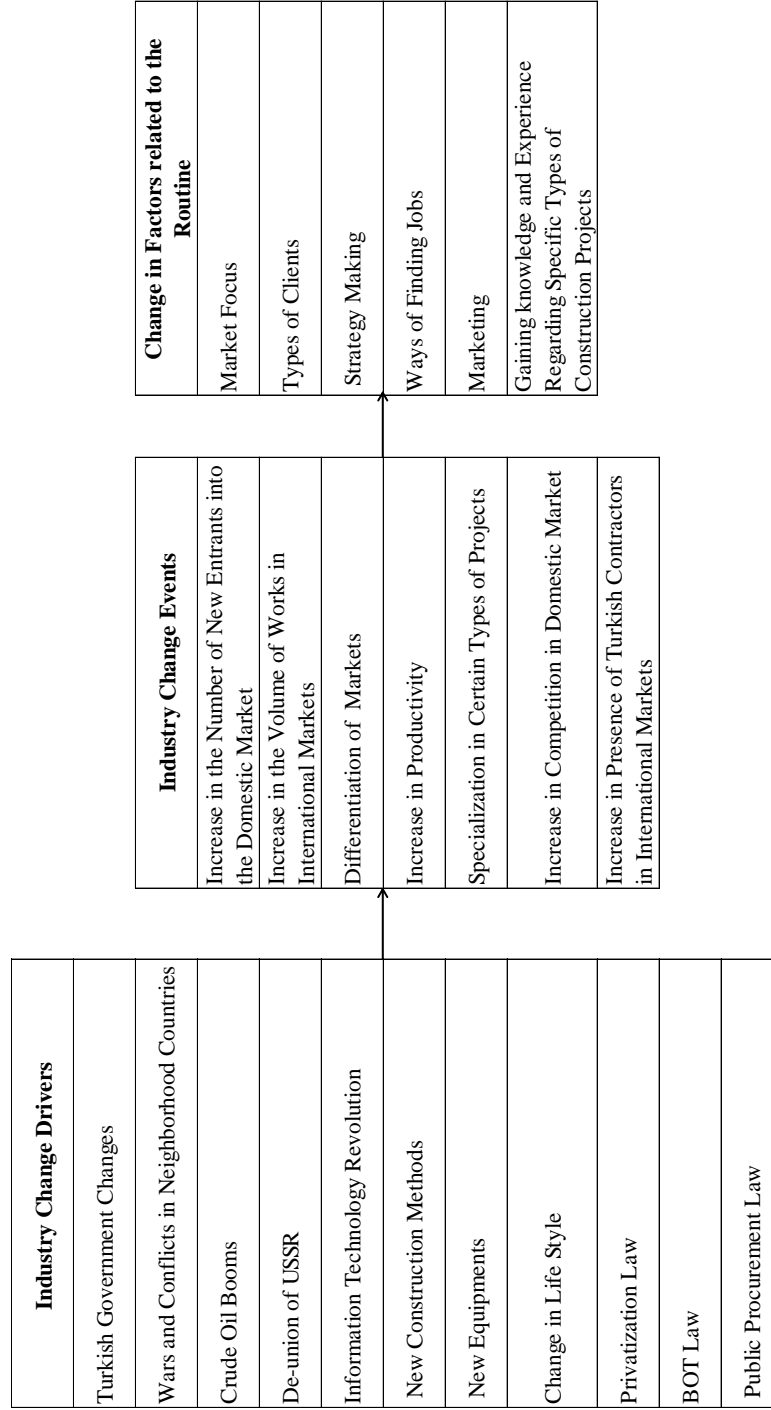 Industry Change Drivers
Turkish Government Changes
Wars and Conflicts in Neighborhood Countries
Crude Oil Booms
De-union of USSR
Information Technology Revolution
New Construction Methods
New Equipments
Change in Life Style
Privatization Law
BOT Law
Public Procurement Law
Industry Change Events
Increase in the Number of New Entrants into
the Domestic Market
Increase in the Volume of Works in
International Markets
Differentiation of Markets
Increase in Productivity
Specialization in Certain Types of Projects
Increase in Competition in Domestic Market
Increase in Presence of Turkish Contractors
in International Markets
Change in Factors related to the
Routine
Market Focus
Types of Clients
Strategy Making
Ways of Finding Jobs
Marketing
Gaining knowledge and Experience
Regarding Specific Types of
Construction Projects